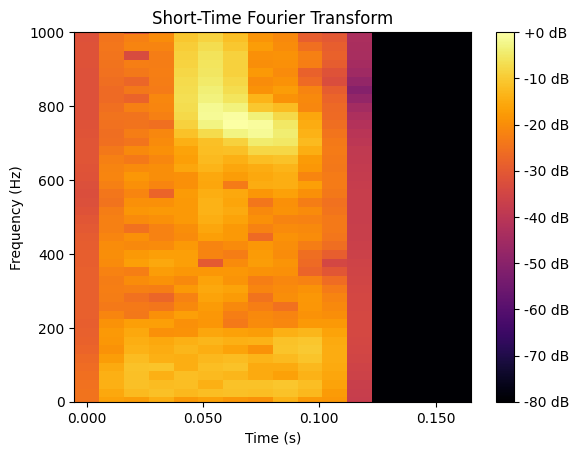 Short-Time Fourier Transform
Frequency (Hz)
1000
800
600
400
200
0
0.000
0.050
0.100
0.150
Time (s)
+0 dB
-10 dB
-20 dB
-30 dB
-40 dB
-50 dB
-60 dB
-70 dB
-80 dB